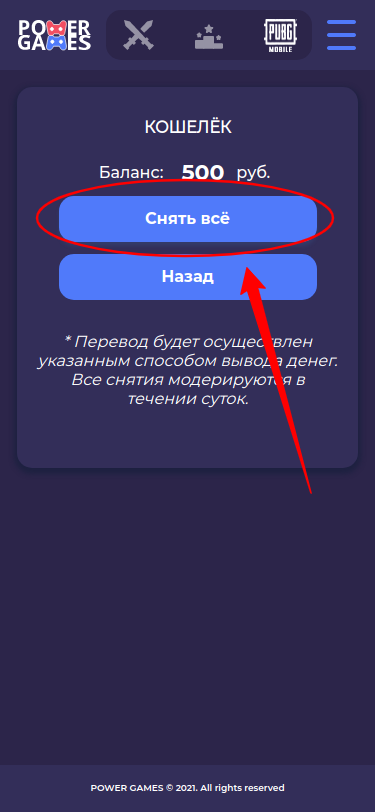 POWER
GAMES
PUBG
MOBILE
КОШЕЛЁК
Баланс: 500 руб.
Снять всё
Назад
* Перевод будет осуществлен
указанным способом вывода денег.
Все снятия модерируются в
течении суток.
POWER GAMES © 2021. All rights reserved